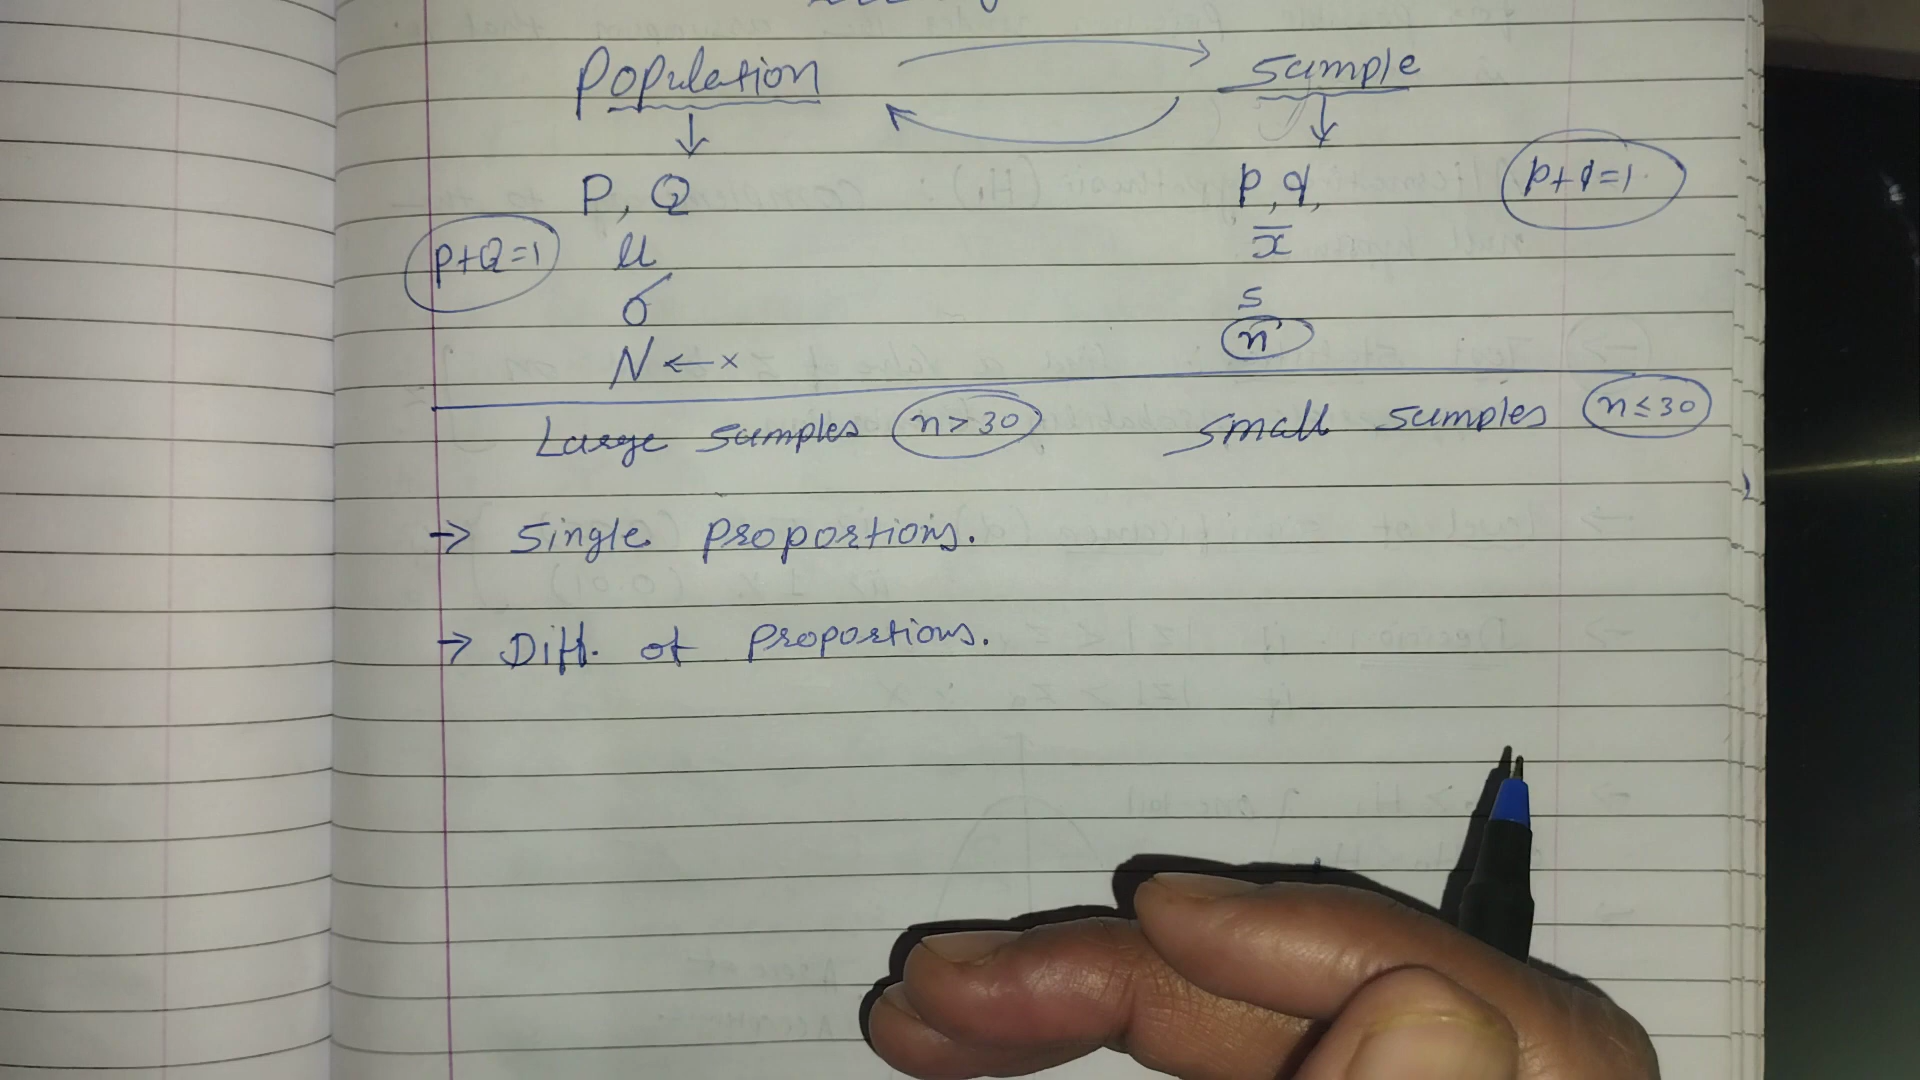 Population → Sample
P, Q p, q, p+q=1
P+Q=1 μ x̄
σ s
N ← × n
Large samples n>30 Small samples n≤30
→ Single proportions.
→ Diff. of proportions.